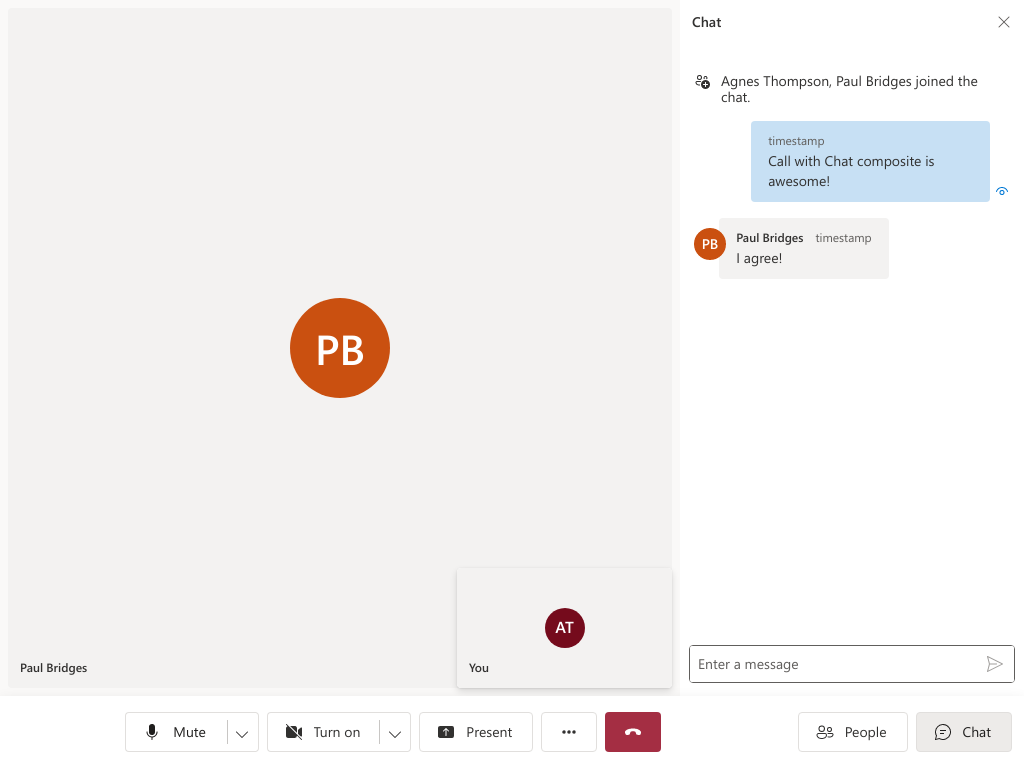 Chat
Agnes Thompson, Paul Bridges joined the
chat.
timestamp
Call with Chat composite is
awesome!
PB
Paul Bridges timestamp
I agree!
PB
AT
Paul Bridges
You
Enter a message
Mute
Turn on
Present
People
Chat